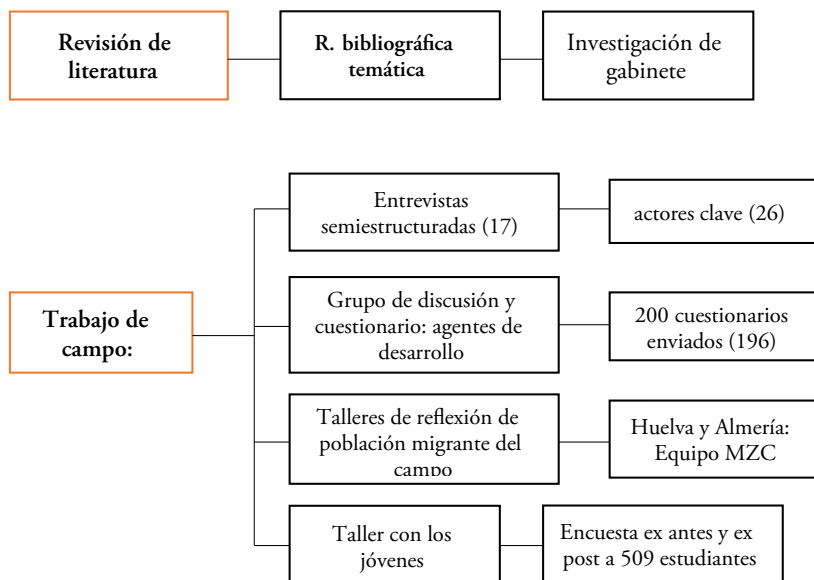 Revisión de
literatura
R. bibliográfica
temática
Investigación de
gabinete
Entrevistas
semiestructuradas (17)
actores clave (26)
Trabajo de
campo:
Grupo de discusión y
cuestionario: agentes de
desarrollo
200 cuestionarios
enviados (196)
Talleres de reflexión de
población migrante del
campo
Huelva y Almería:
Equipo MZC
Taller con los
jóvenes
Encuesta ex antes y ex
post a 509 estudiantes